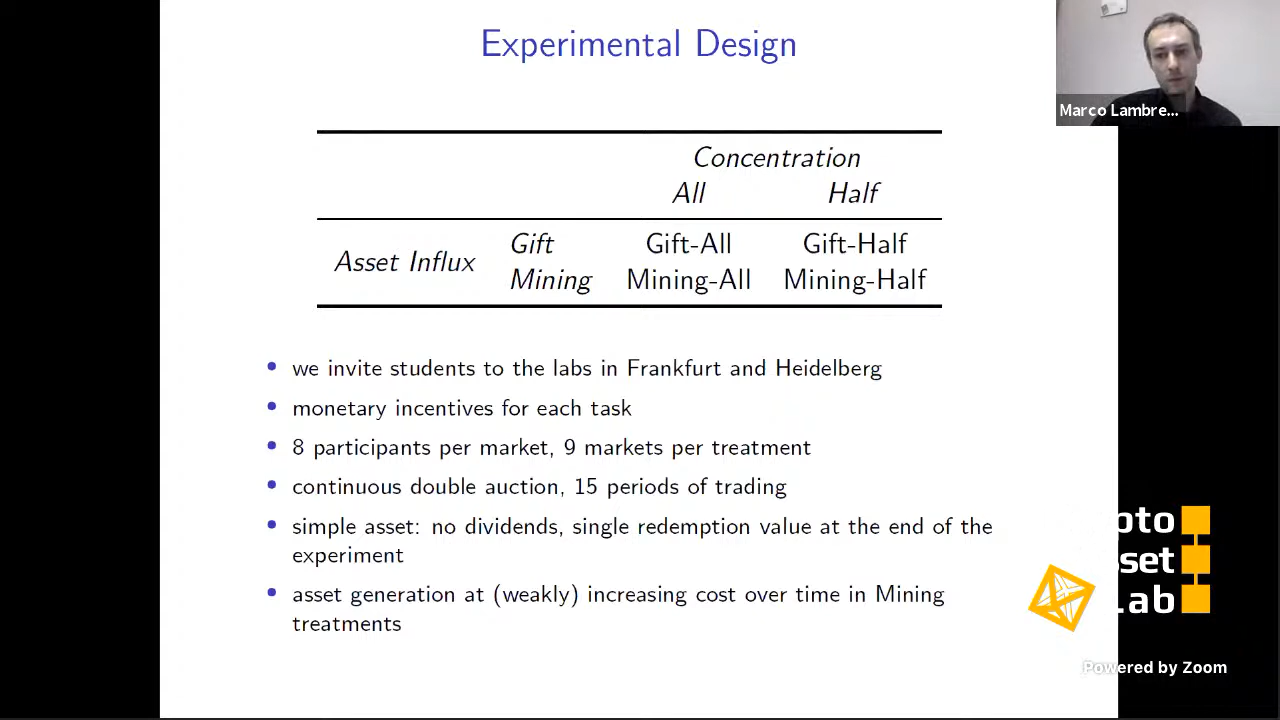 Experimental Design
Marco Lambre...
Concentration
All Half
Asset Influx
Gift Gift-All Gift-Half
Mining Mining-All Mining-Half
• we invite students to the labs in Frankfurt and Heidelberg
• monetary incentives for each task
• 8 participants per market, 9 markets per treatment
• continuous double auction, 15 periods of trading
• simple asset: no dividends, single redemption value at the end of the
experiment
• asset generation at (weakly) increasing cost over time in Mining
treatments
pto
sset
Lab
Powered by Zoom